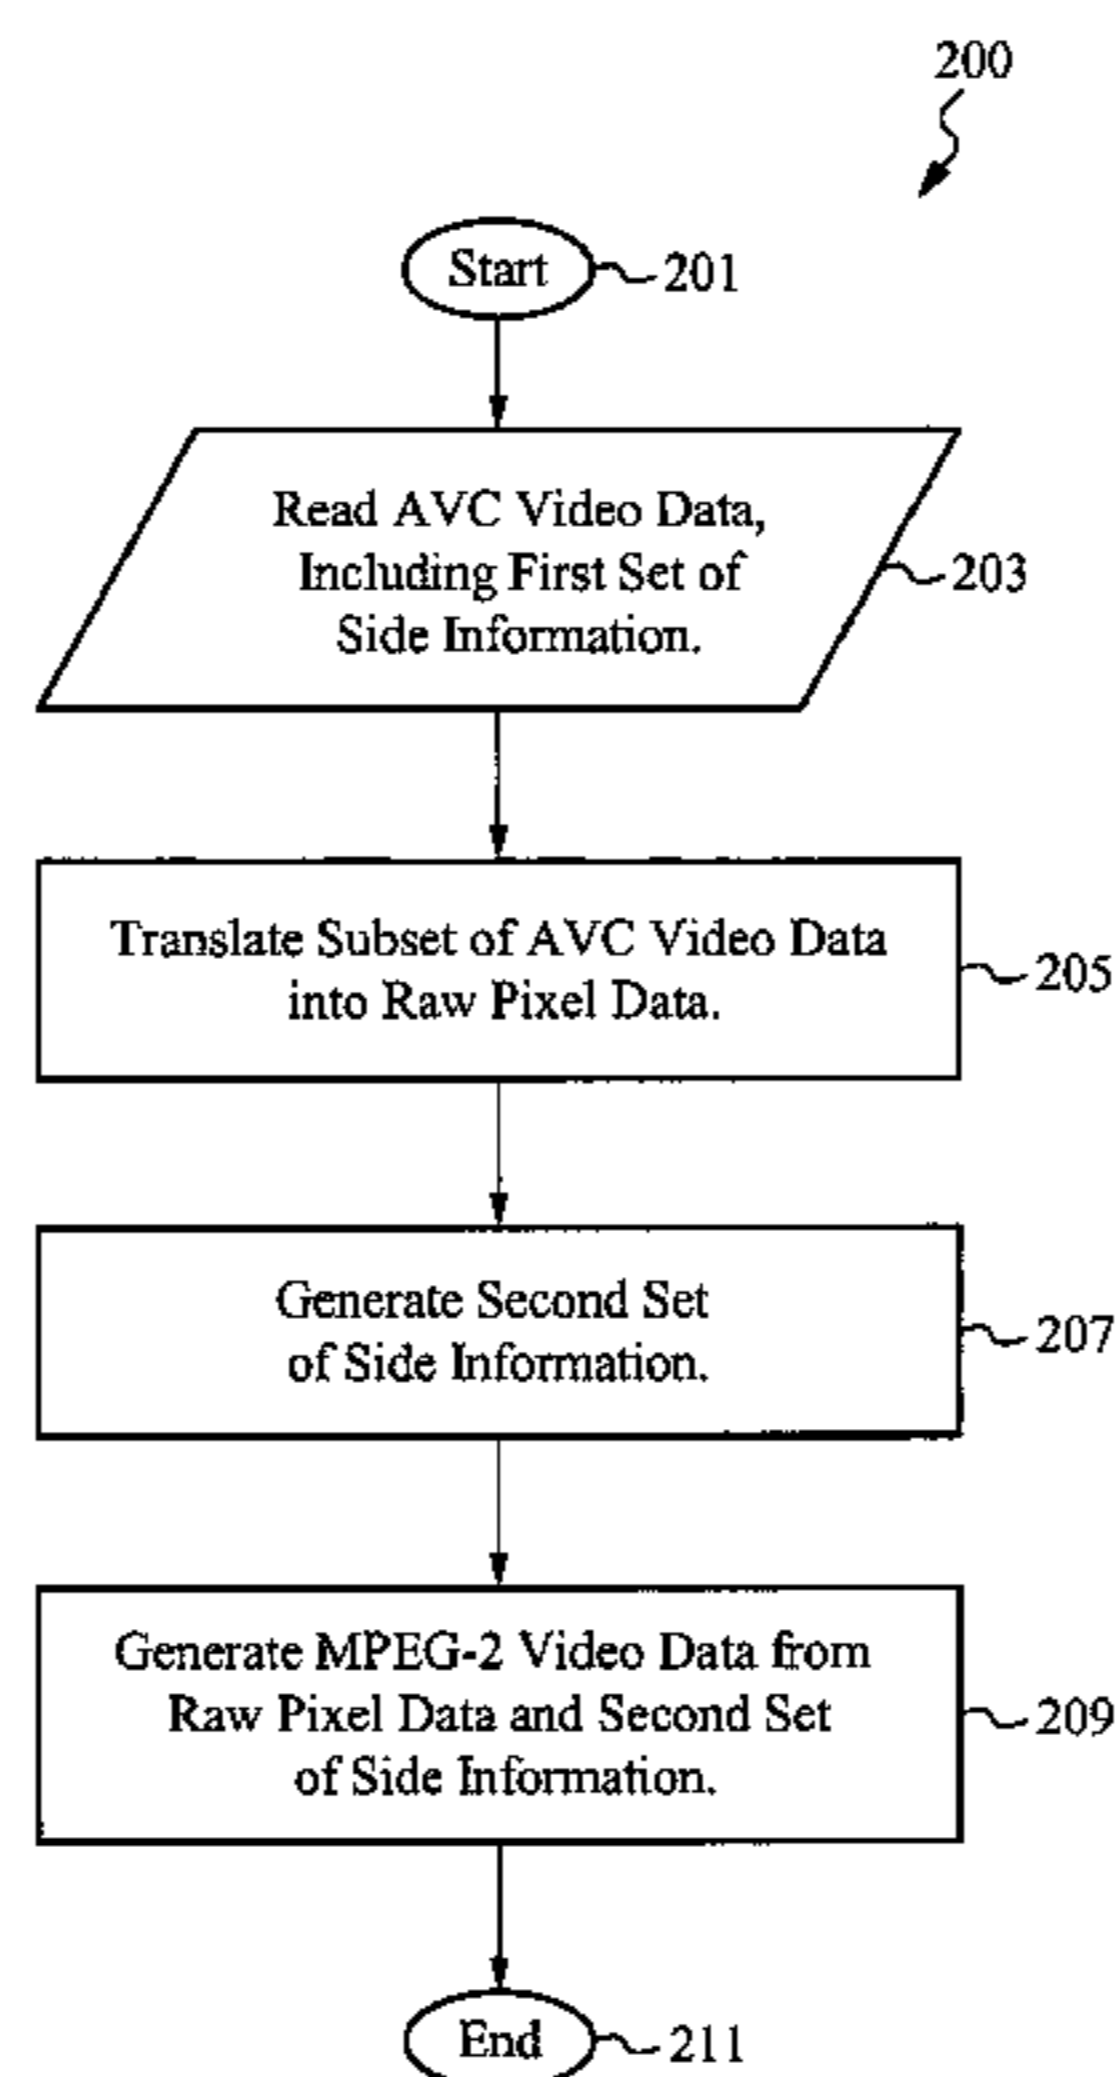 200
Start
201
Read AVC Video Data,
Including First Set of
Side Information.
203
Translate Subset of AVC Video Data
into Raw Pixel Data.
205
Generate Second Set
of Side Information.
207
Generate MPEG-2 Video Data from
Raw Pixel Data and Second Set
of Side Information.
209
End
211